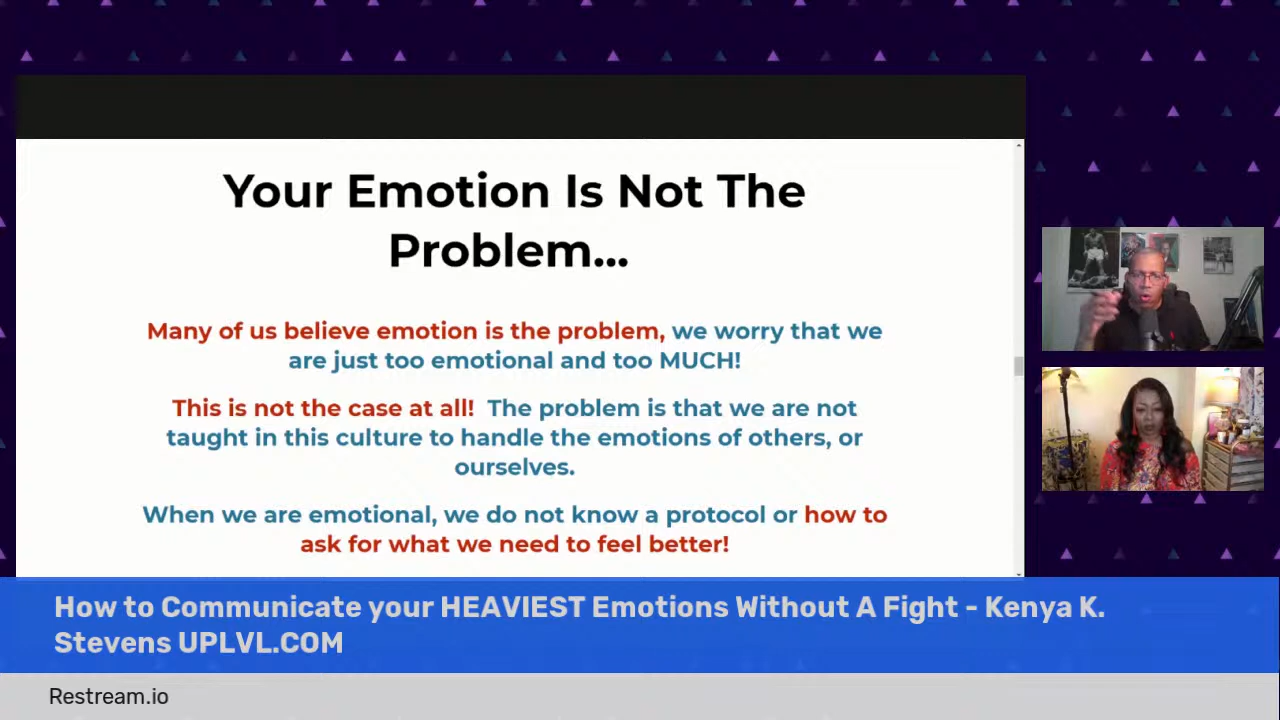 Your Emotion Is Not The
Problem...
Many of us believe emotion is the problem, we worry that we
are just too emotional and too MUCH!
This is not the case at all! The problem is that we are not
taught in this culture to handle the emotions of others, or
ourselves.
When we are emotional, we do not know a protocol or how to
ask for what we need to feel better!
How to Communicate your HEAVIEST Emotions Without A Fight - Kenya K.
Stevens UPLVL.COM
Restream.io